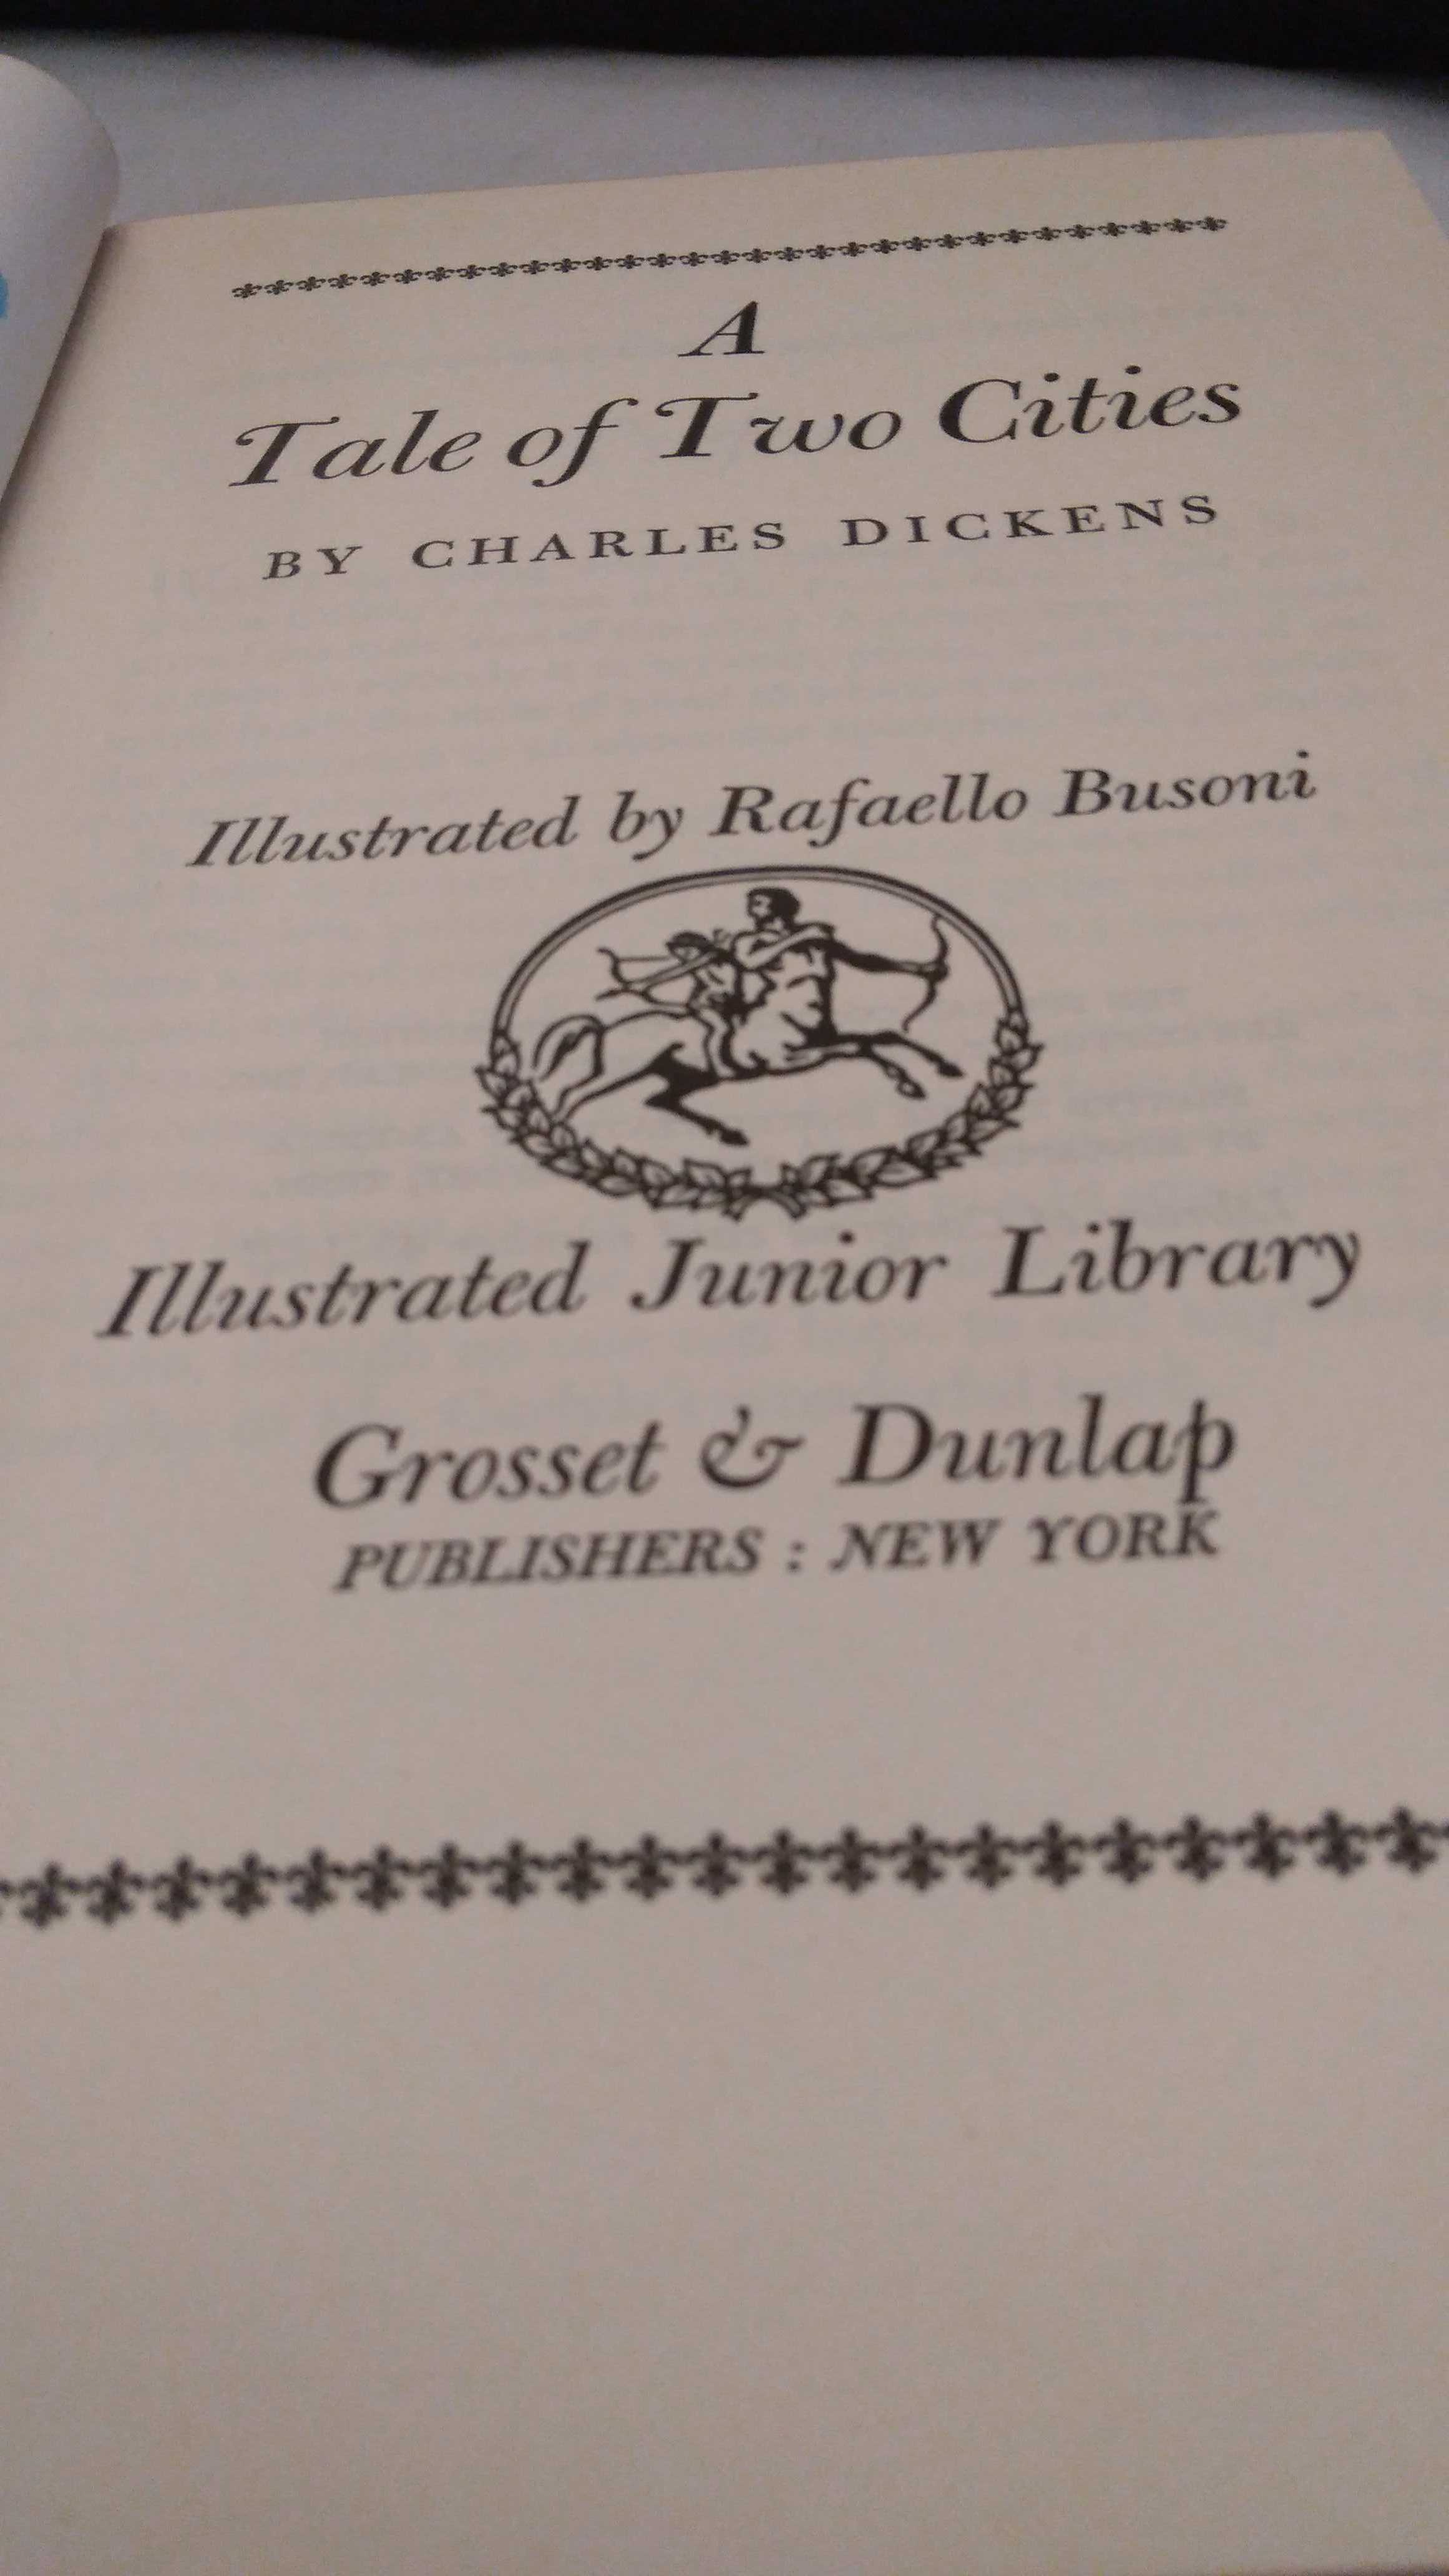 A
Tale of Two Cities
BY CHARLES DICKENS
Illustrated by Rafaello Busoni
Illustrated Junior Library
Grosset & Dunlap
PUBLISHERS : NEW YORK